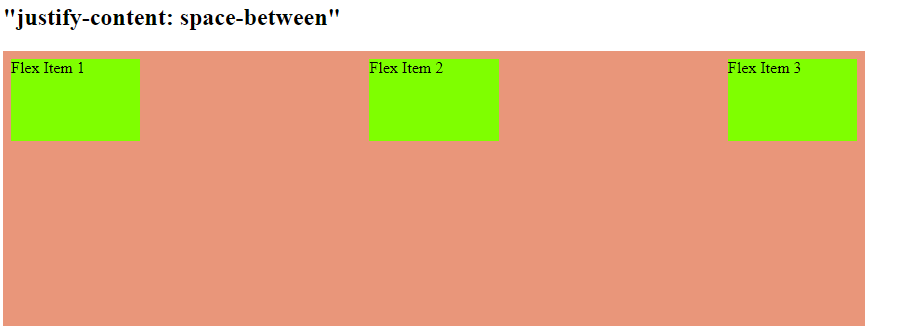 "justify-content: space-between"
Flex Item 1
Flex Item 2
Flex Item 3